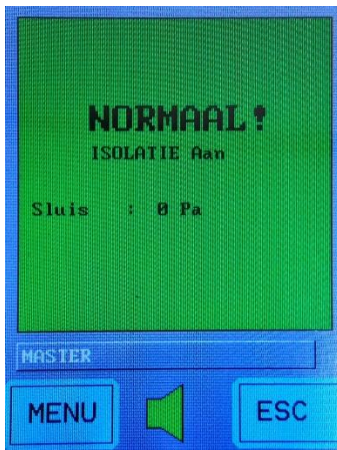 NORMAAL!
ISOLATIE Aan
Sluis : 0 Pa
MASTER
MENU
ESC